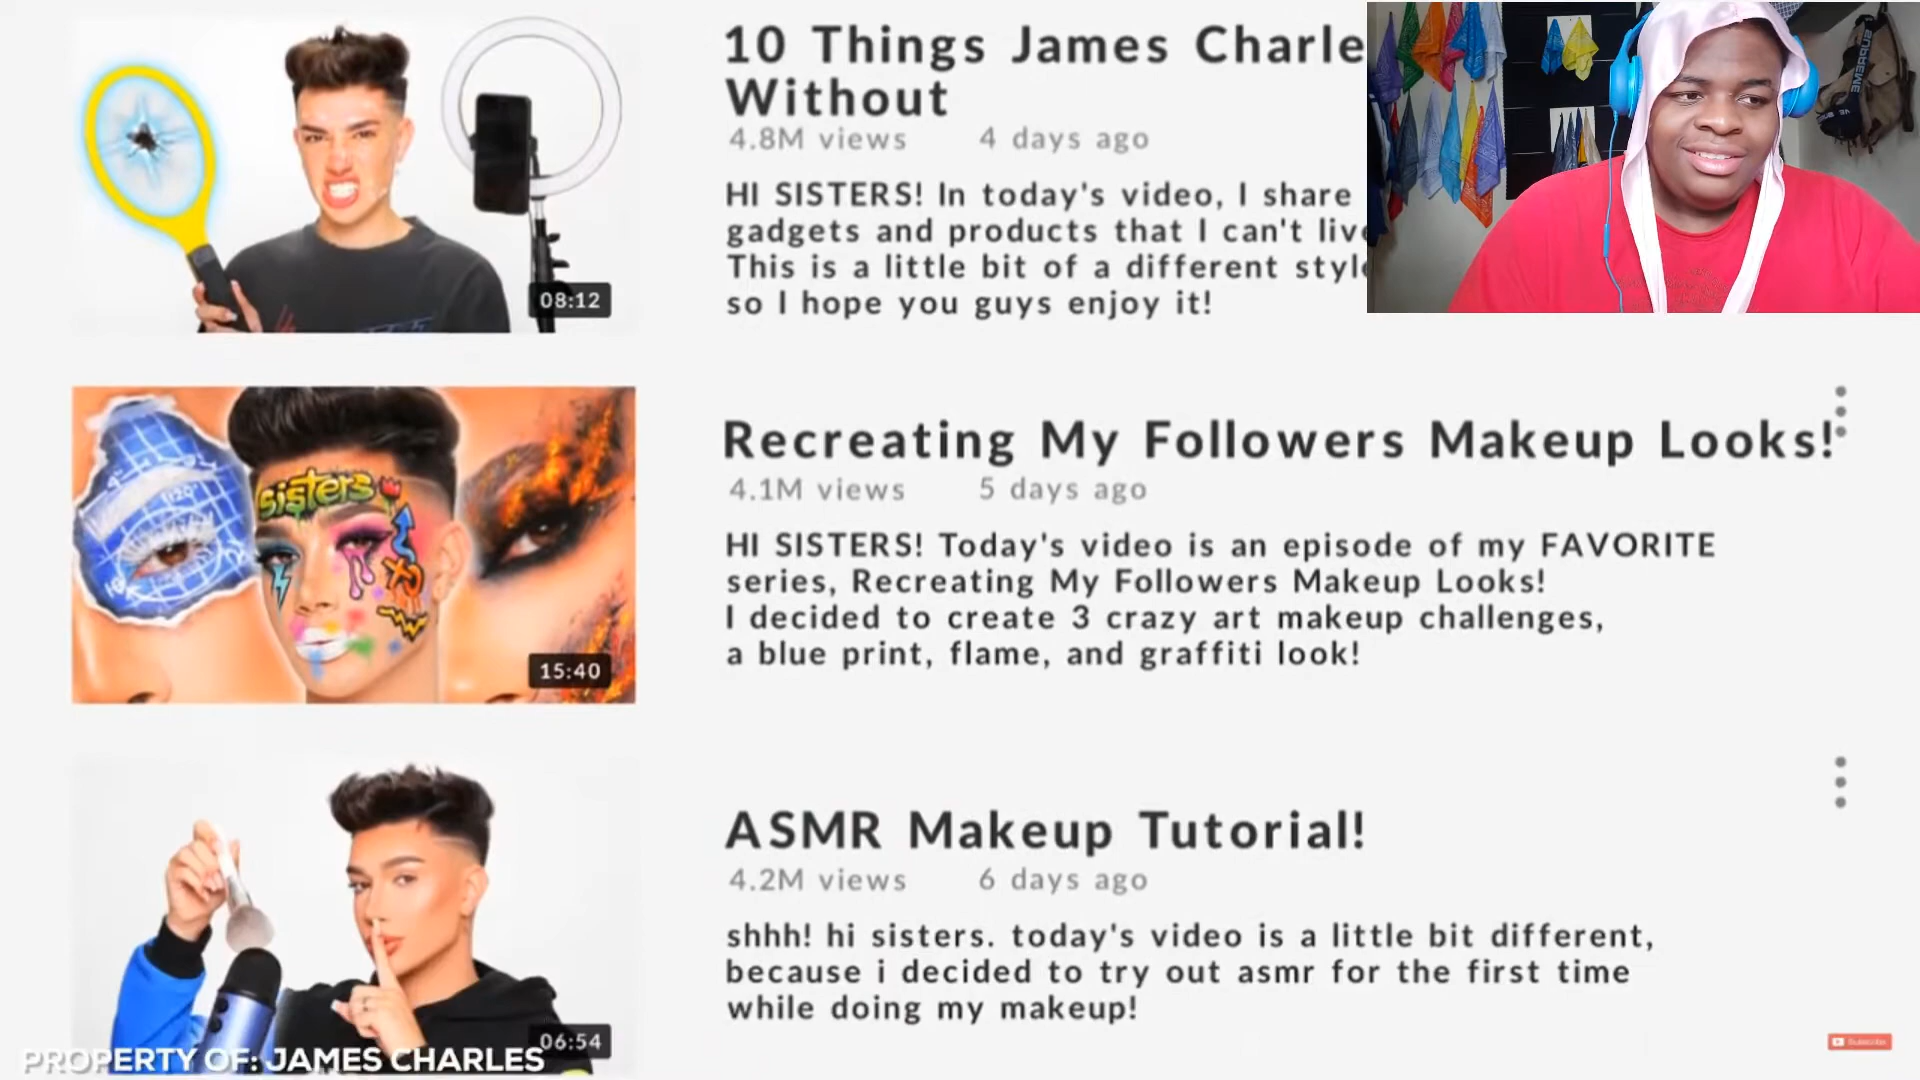 10 Things James Charle
Without
4.8M views 4 days ago
HI SISTERS! In today's video, I share
gadgets and products that I can't live
This is a little bit of a different style
so I hope you guys enjoy it!
08:12
SUPREME
Recreating My Followers Makeup Looks!
4.1M views 5 days ago
HI SISTERS! Today's video is an episode of my FAVORITE
series, Recreating My Followers Makeup Looks!
I decided to create 3 crazy art makeup challenges,
a blue print, flame, and graffiti look!
sisters
15:40
ASMR Makeup Tutorial!
4.2M views 6 days ago
shhh! hi sisters. today's video is a little bit different,
because i decided to try out asmr for the first time
while doing my makeup!
06:54
PROPERTY OF: JAMES CHARLES
Subscribe